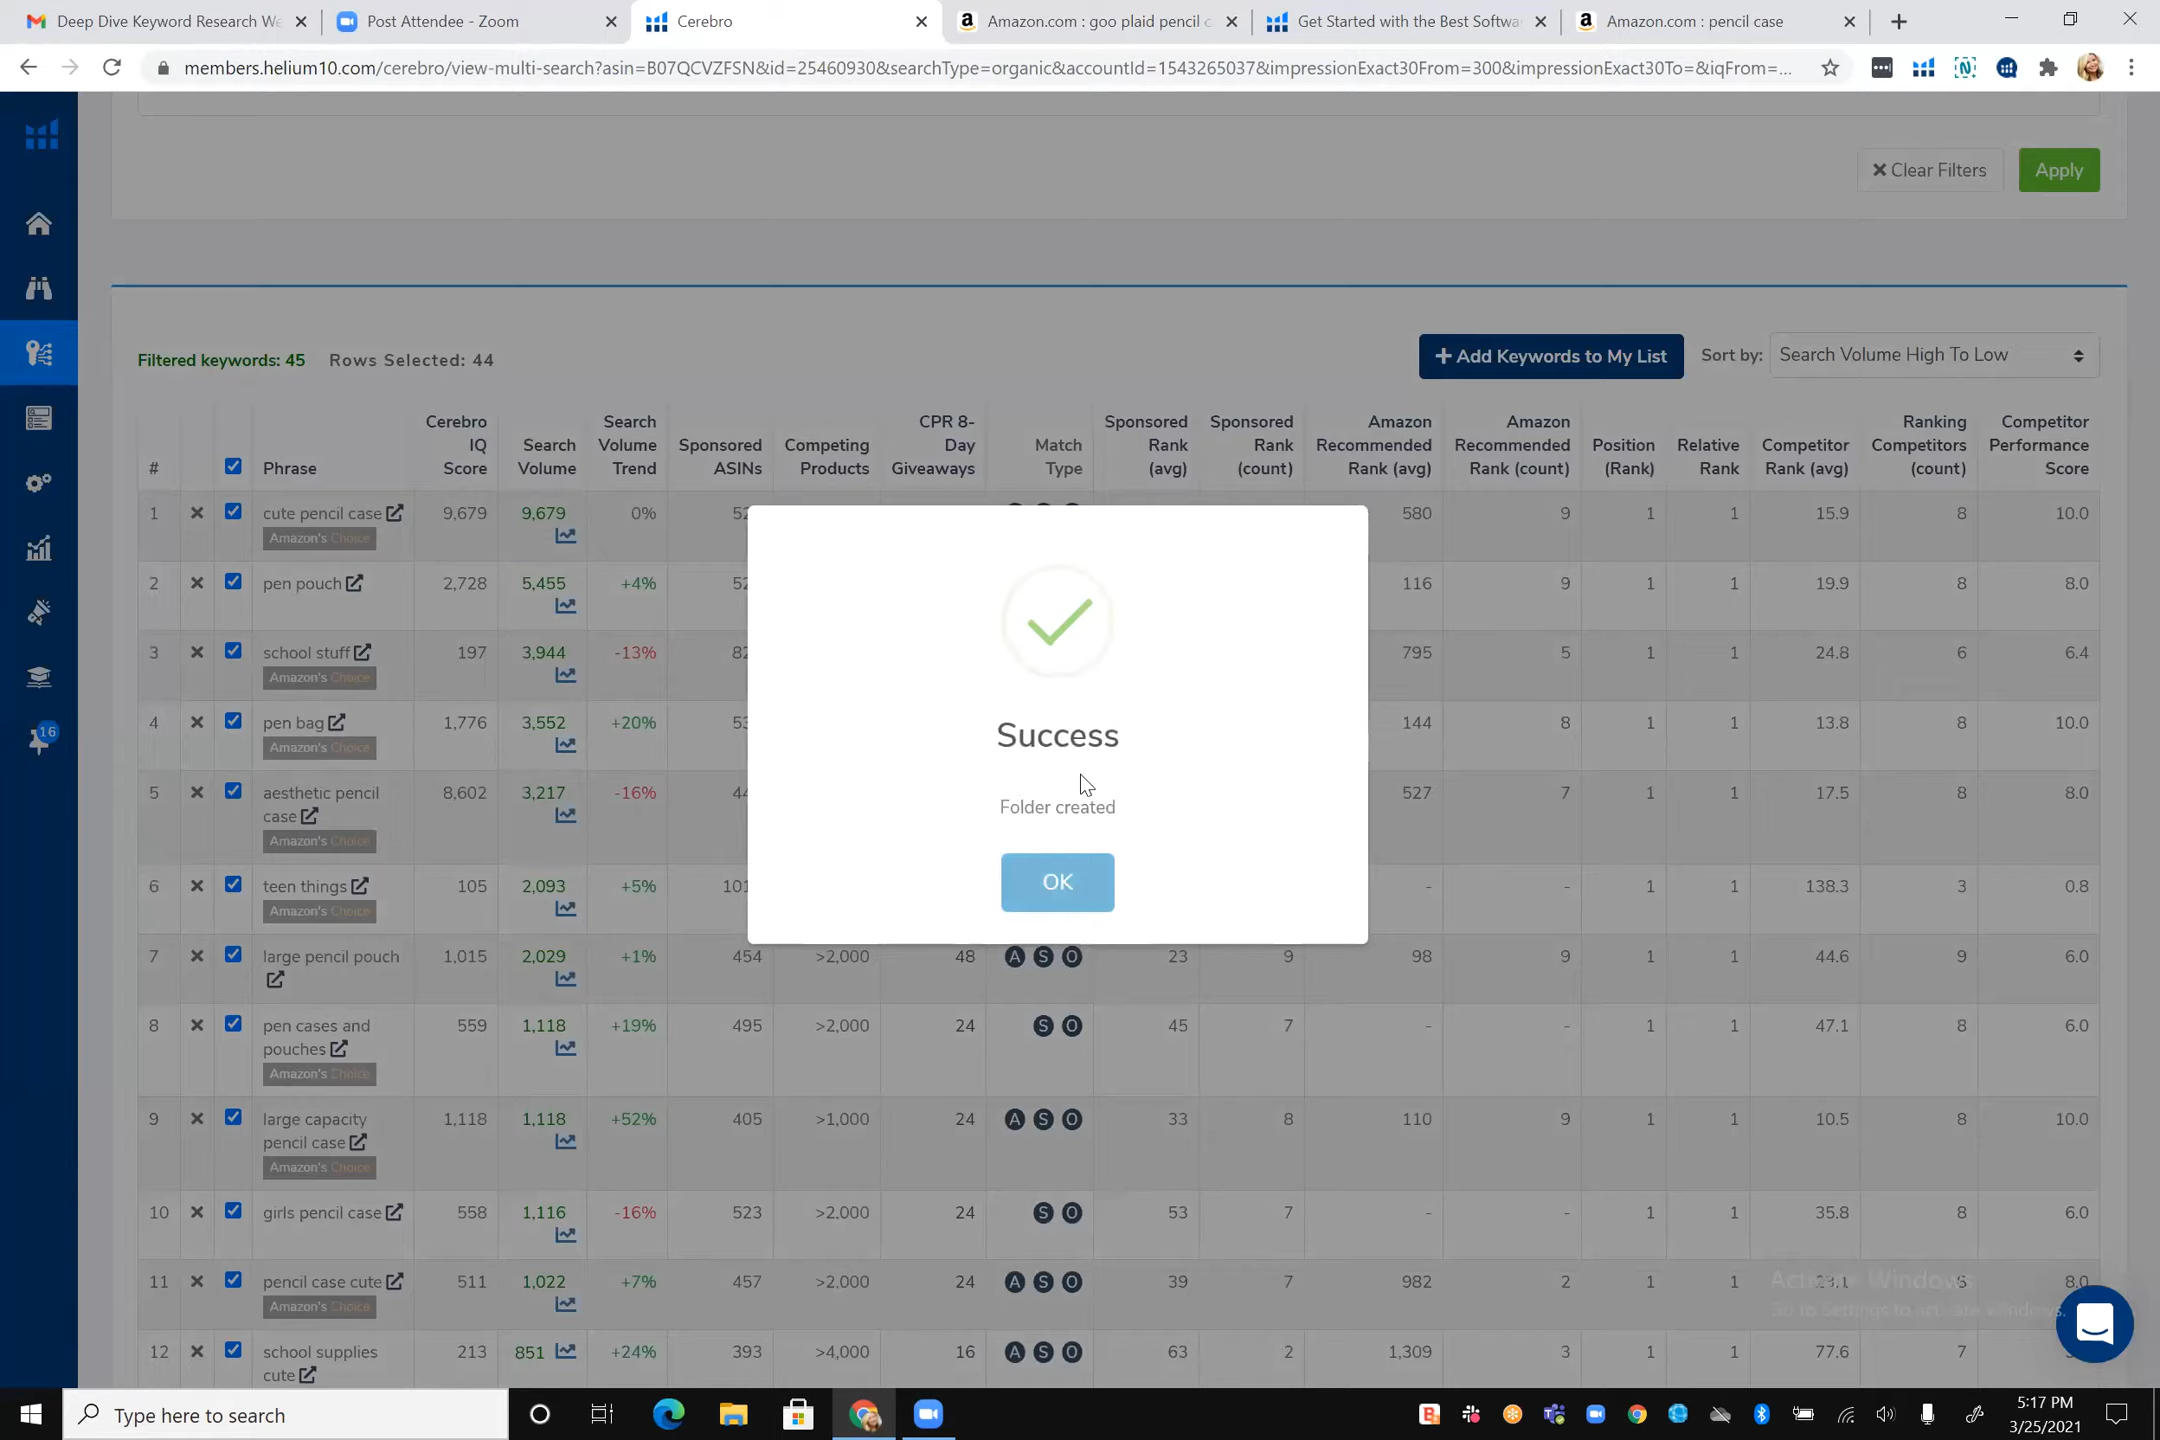 Deep Dive Keyword Research We
Post Attendee - Zoom
Cerebro
Amazon.com : goo plaid pencil c
Get Started with the Best Softwa
Amazon.com : pencil case
members.helium10.com/cerebro/view-multi-search?asin=B07QCVZFSN&id=25460930&searchType=organic&accountId=1543265037&impressionExact30From=300&impressionExact30To=&iqFrom=...
Clear Filters
Apply
Filtered keywords: 45
Rows Selected: 44
+ Add Keywords to My List
Sort by:
Search Volume High To Low
# Phrase Cerebro IQ Score Search Volume Search Volume Trend Sponsored ASINs Competing Products CPR 8-Day Giveaways Match Type Sponsored Rank (avg) Sponsored Rank (count) Amazon Recommended Rank (avg) Amazon Recommended Rank (count) Position (Rank) Relative Rank Competitor Rank (avg) Ranking Competitors (count) Competitor Performance Score
1 cute pencil case 9,679 9,679 0% 580 9 1 1 15.9 8 10.0
Amazon's Choice
2 pen pouch 2,728 5,455 +4% 116 9 1 1 19.9 8 8.0
3 school stuff 197 3,944 -13% 795 5 1 1 24.8 6 6.4
Amazon's Choice
4 pen bag 1,776 3,552 +20% 144 8 1 1 13.8 8 10.0
Amazon's Choice
5 aesthetic pencil 8,602 3,217 -16% 527 7 1 1 17.5 8 8.0
case
Amazon's Choice
6 teen things 105 2,093 +5% 101 - - 1 1 138.3 3 0.8
Amazon's Choice
7 large pencil pouch 1,015 2,029 +1% 454 >2,000 48 A S O 23 9 98 9 1 1 44.6 9 6.0
8 pen cases and 559 1,118 +19% 495 >2,000 24 S O 45 7 - - 1 1 47.1 8 6.0
pouches
Amazon's Choice
9 large capacity 1,118 1,118 +52% 405 >1,000 24 A S O 33 8 110 9 1 1 10.5 8 10.0
pencil case
Amazon's Choice
10 girls pencil case 558 1,116 -16% 523 >2,000 24 S O 53 7 - - 1 1 35.8 8 6.0
11 pencil case cute 511 1,022 +7% 457 >2,000 24 A S O 39 7 982 2 1 1 8.0
Amazon's Choice
12 school supplies 213 851 +24% 393 >4,000 16 A S O 63 2 1,309 3 1 1 77.6 7
cute
Success
Folder created
OK
16
Activate Windows
Go to Settings to activate Windows.
Type here to search
5:17 PM
3/25/2021